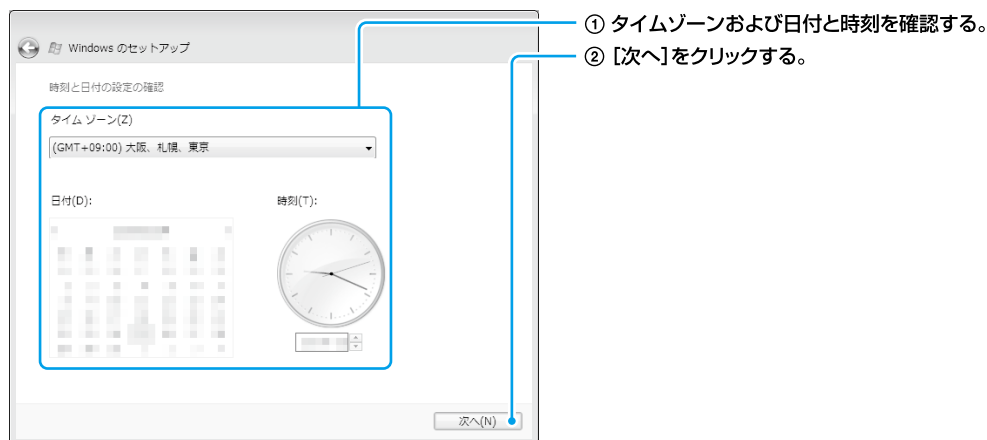 ① タイムゾーンおよび日付と時刻を確認する。
② [次へ]をクリックする。
Windows のセットアップ
時刻と日付の設定の確認
タイム ゾーン(Z)
(GMT+09:00) 大阪、札幌、東京
日付(D):
時刻(T):
次へ(N)